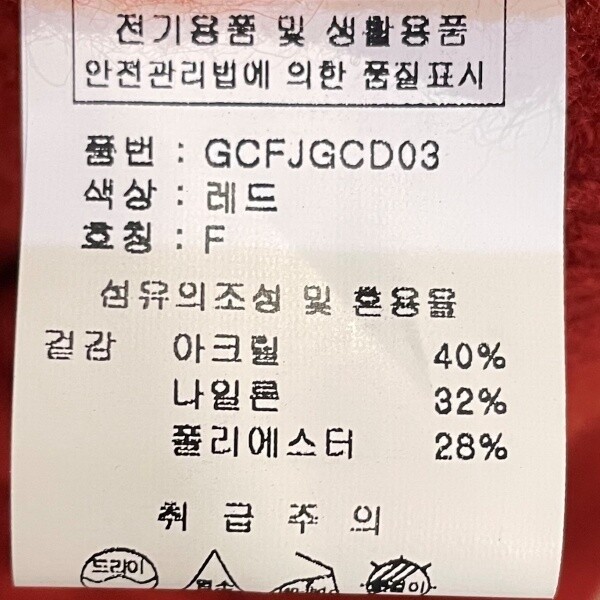 전기용품 및 생활용품
안전관리법에 의한 품질표시
품번 : GCFJGCD03
색상 : 레드
호칭 : F
섬유의조성 및 혼용율
겉감 아크릴 40%
나일론 32%
폴리에스터 28%
취 급 주 의
드라이